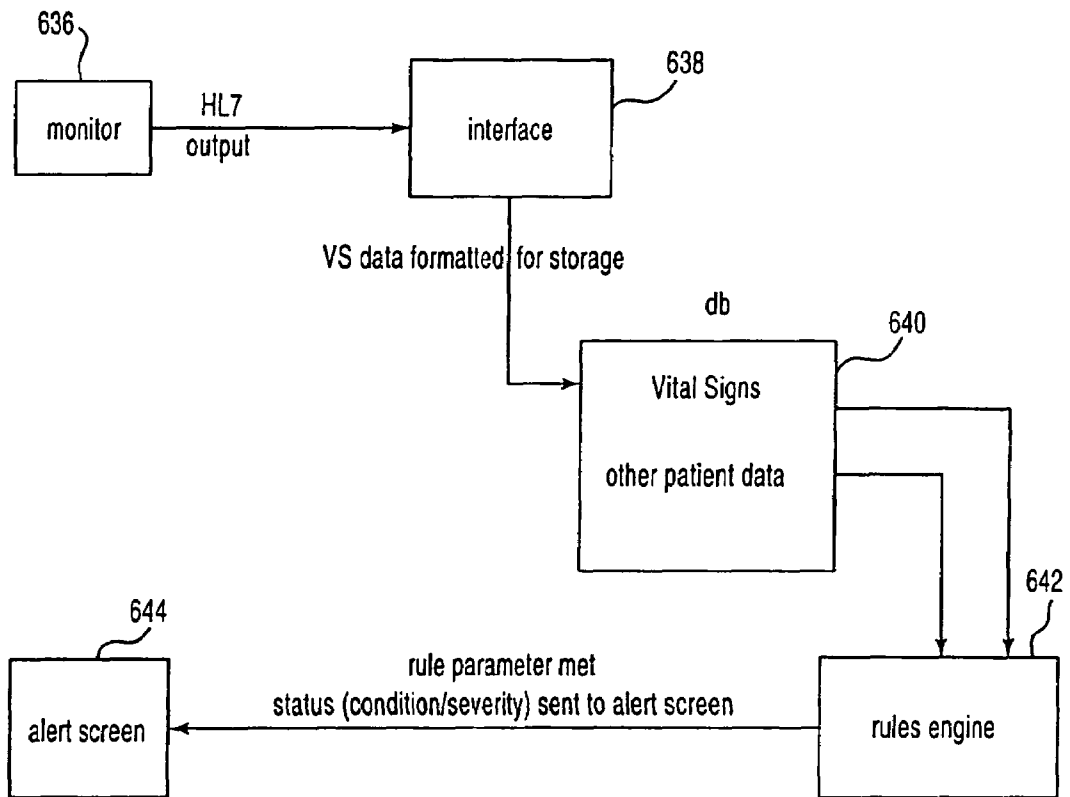 636
monitor
HL7
output
638
interface
VS data formatted for storage
db
640
Vital Signs
other patient data
642
rules engine
rule parameter met
status (condition/severity) sent to alert screen
644
alert screen